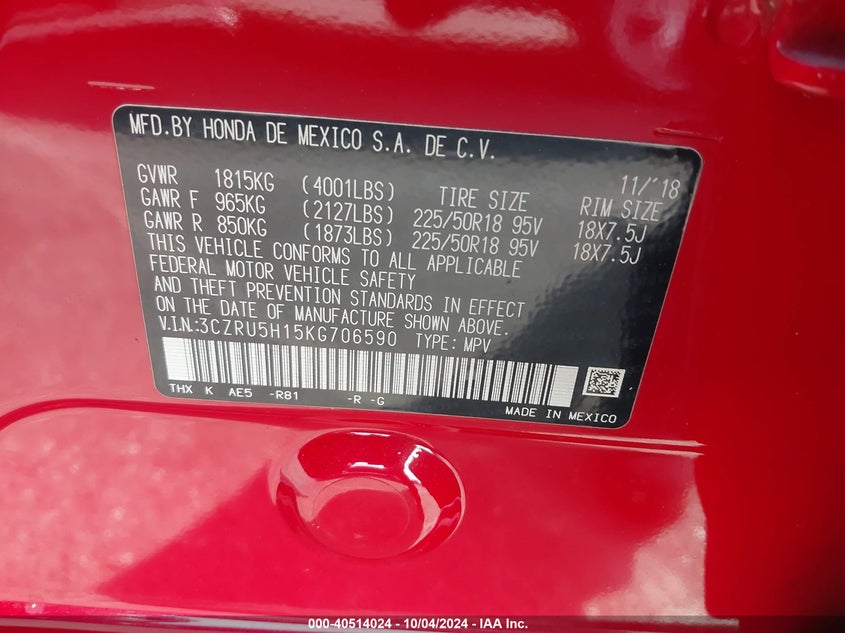 MFD.BY HONDA DE MEXICO S.A. DE C.V.
11/'18
GVWR 1815KG (4001LBS) TIRE SIZE RIM SIZE
GAWR F 965KG (2127LBS) 225/50R18 95V 18X7.5J
GAWR R 850KG (1873LBS) 225/50R18 95V 18X7.5J
THIS VEHICLE CONFORMS TO ALL APPLICABLE
FEDERAL MOTOR VEHICLE SAFETY
AND THEFT PREVENTION STANDARDS IN EFFECT
ON THE DATE OF MANUFACTURE SHOWN ABOVE.
V.I.N.:3CZRU5H15KG706590 TYPE: MPV
THX K AE5 -R81 -R -G
MADE IN MEXICO
000-40514024 - 10/04/2024 - IAA Inc.